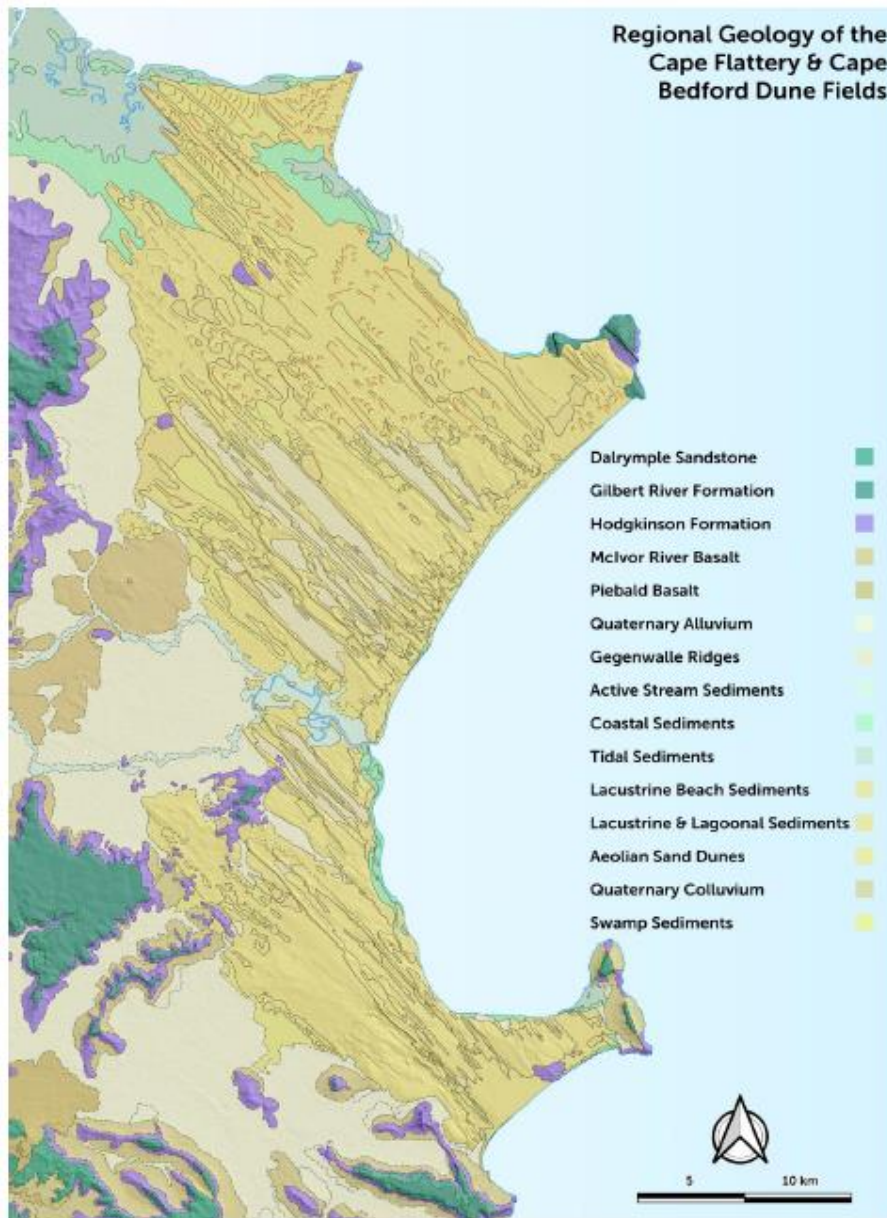 Regional Geology of the
Cape Flattery & Cape
Bedford Dune Fields
Dalrymple Sandstone
Gilbert River Formation
Hodgkinson Formation
McIvor River Basalt
Piebald Basalt
Quaternary Alluvium
Gegenwalle Ridges
Active Stream Sediments
Coastal Sediments
Tidal Sediments
Lacustrine Beach Sediments
Lacustrine & Lagoonal Sediments
Aeolian Sand Dunes
Quaternary Colluvium
Swamp Sediments
5 10 km